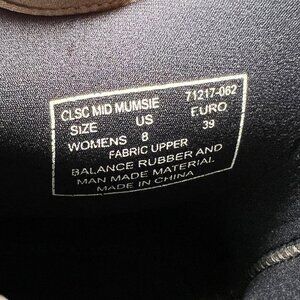 CLSC MID MUMSIE 71217-062
SIZE US EURO
WOMENS 8 39
FABRIC UPPER
BALANCE RUBBER AND
MAN MADE MATERIAL
MADE IN CHINA